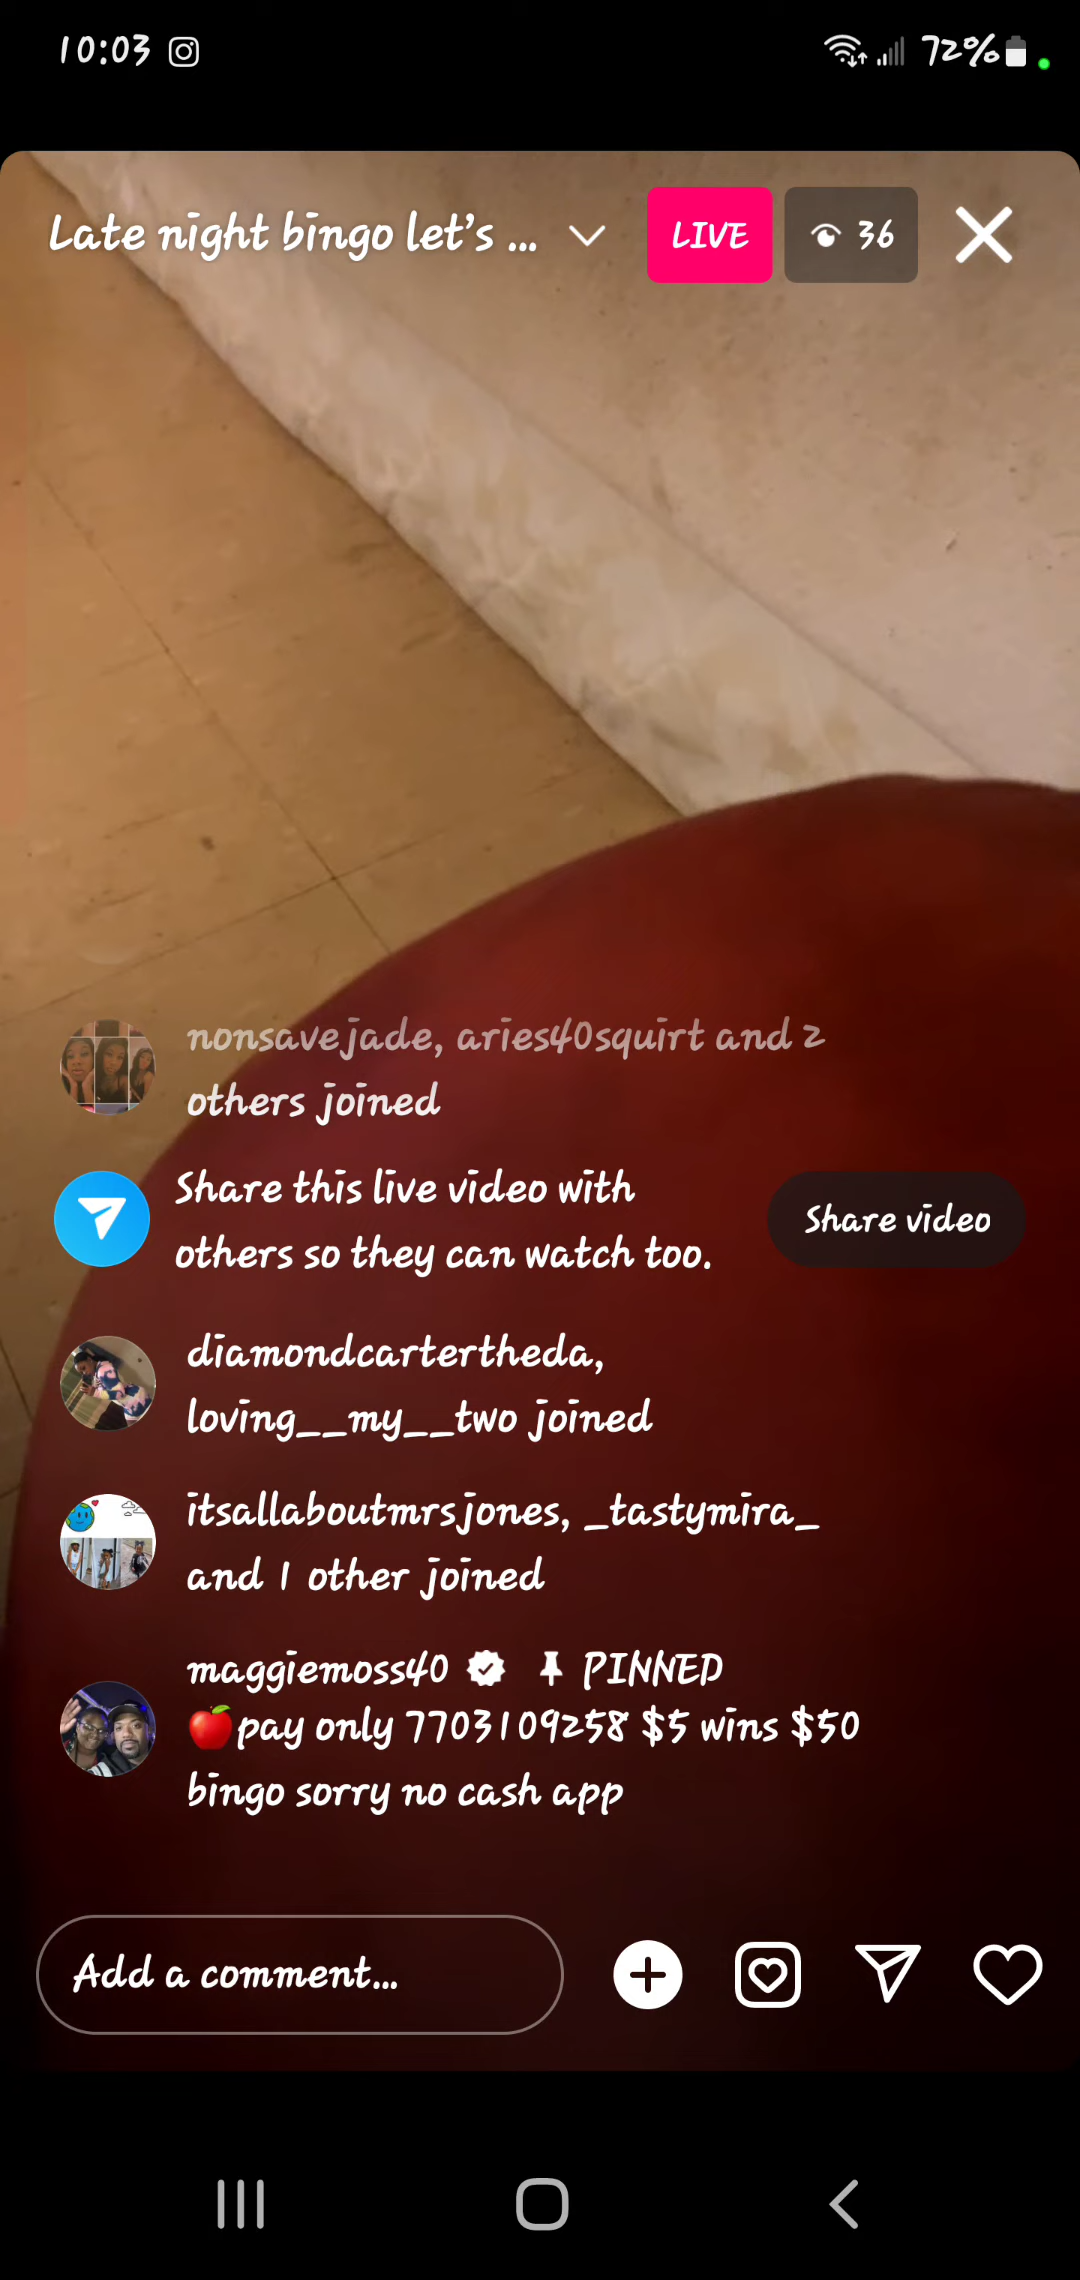 10:03
72%
Late night bingo let's ...
LIVE
36
nonsavejade, aries40squirt and 2
others joined
Share this live video with
others so they can watch too.
Share video
diamondcartertheda,
loving__my__two joined
itsallaboutmrsjones, _tastymira_
and 1 other joined
maggiemoss40 PINNED
🍎pay only 7703109258 $5 wins $50
bingo sorry no cash app
Add a comment...